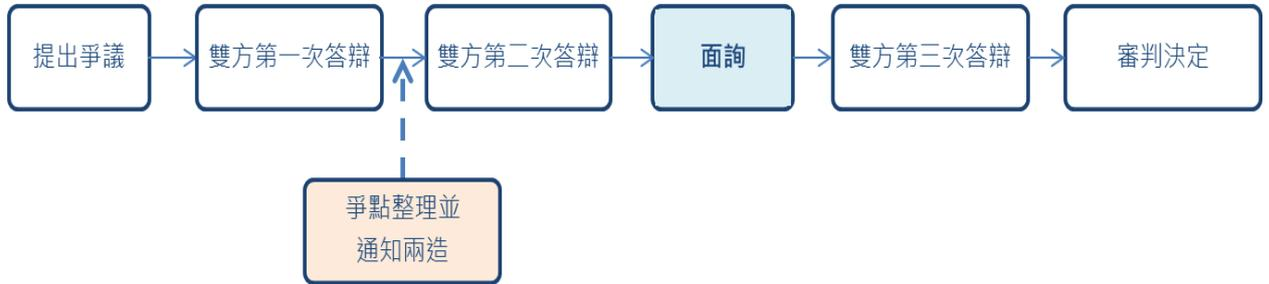 提出爭議
雙方第一次答辯
雙方第二次答辯
面詢
雙方第三次答辯
審判決定
爭點整理並
通知兩造